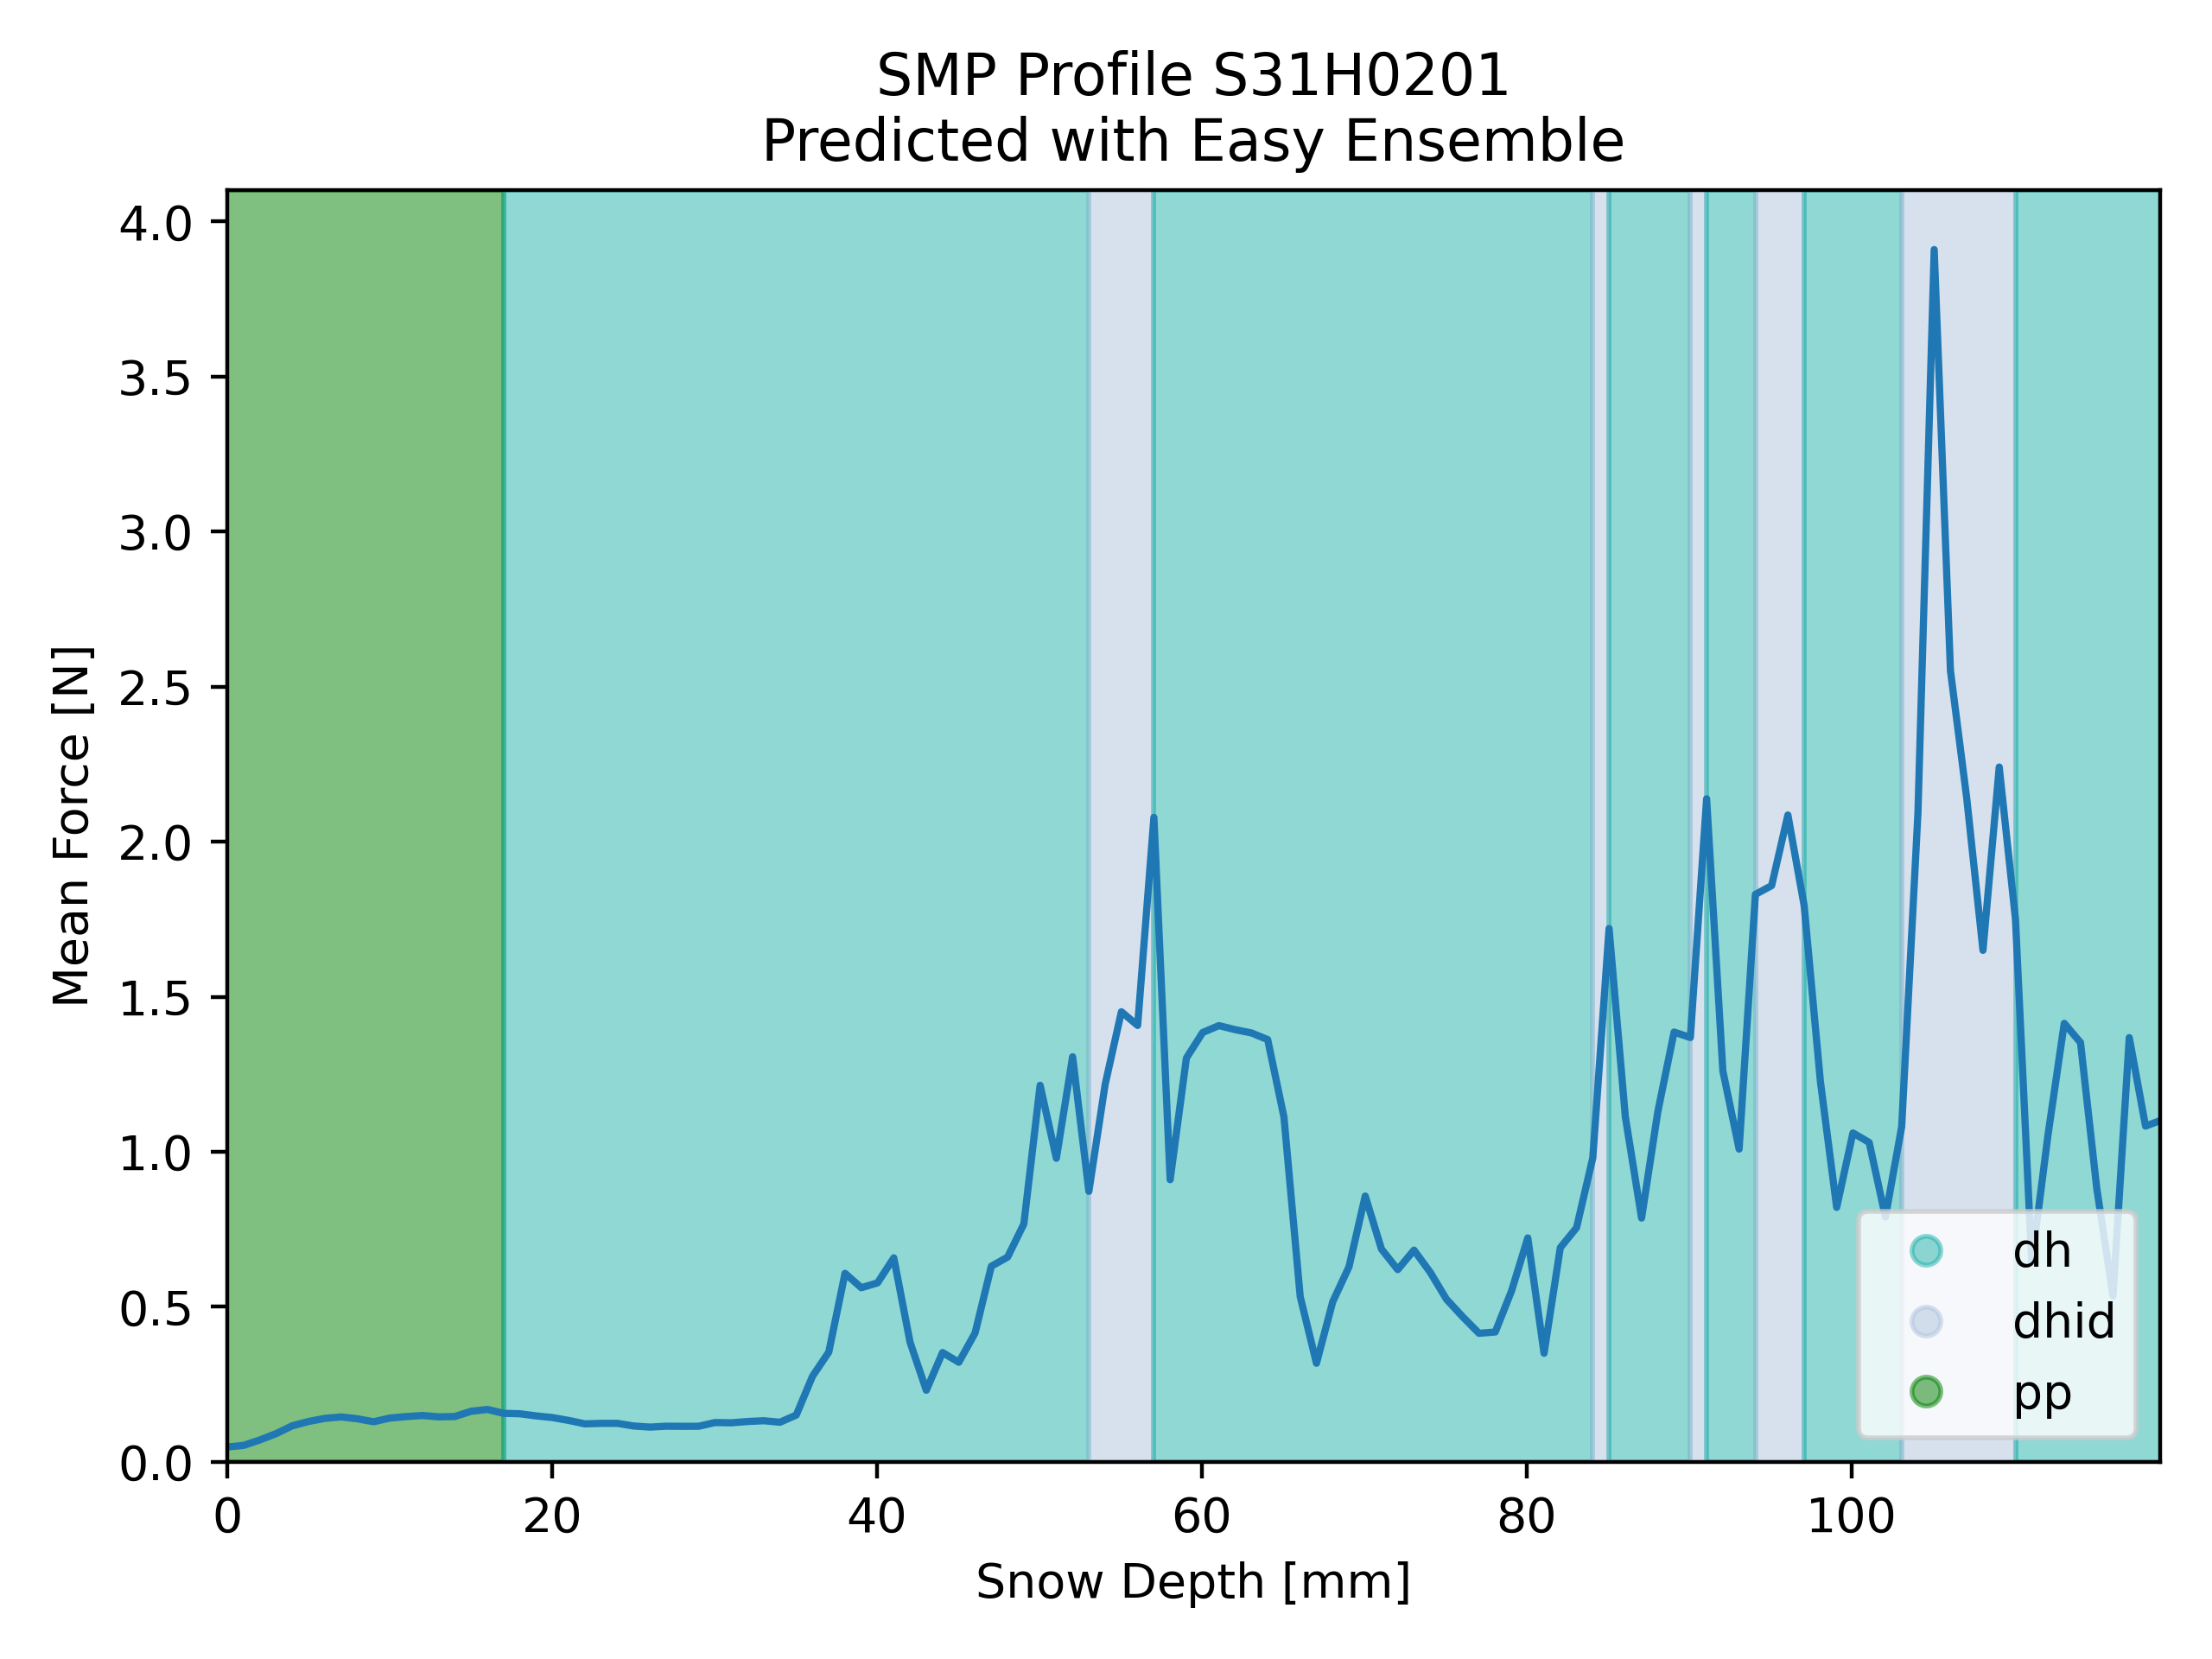 SMP Profile S31H0201
Predicted with Easy Ensemble
Mean Force [N]
4.0
3.5
3.0
2.5
2.0
1.5
1.0
0.5
0.0
dh
dhid
pp
0 20 40 60 80 100
Snow Depth [mm]